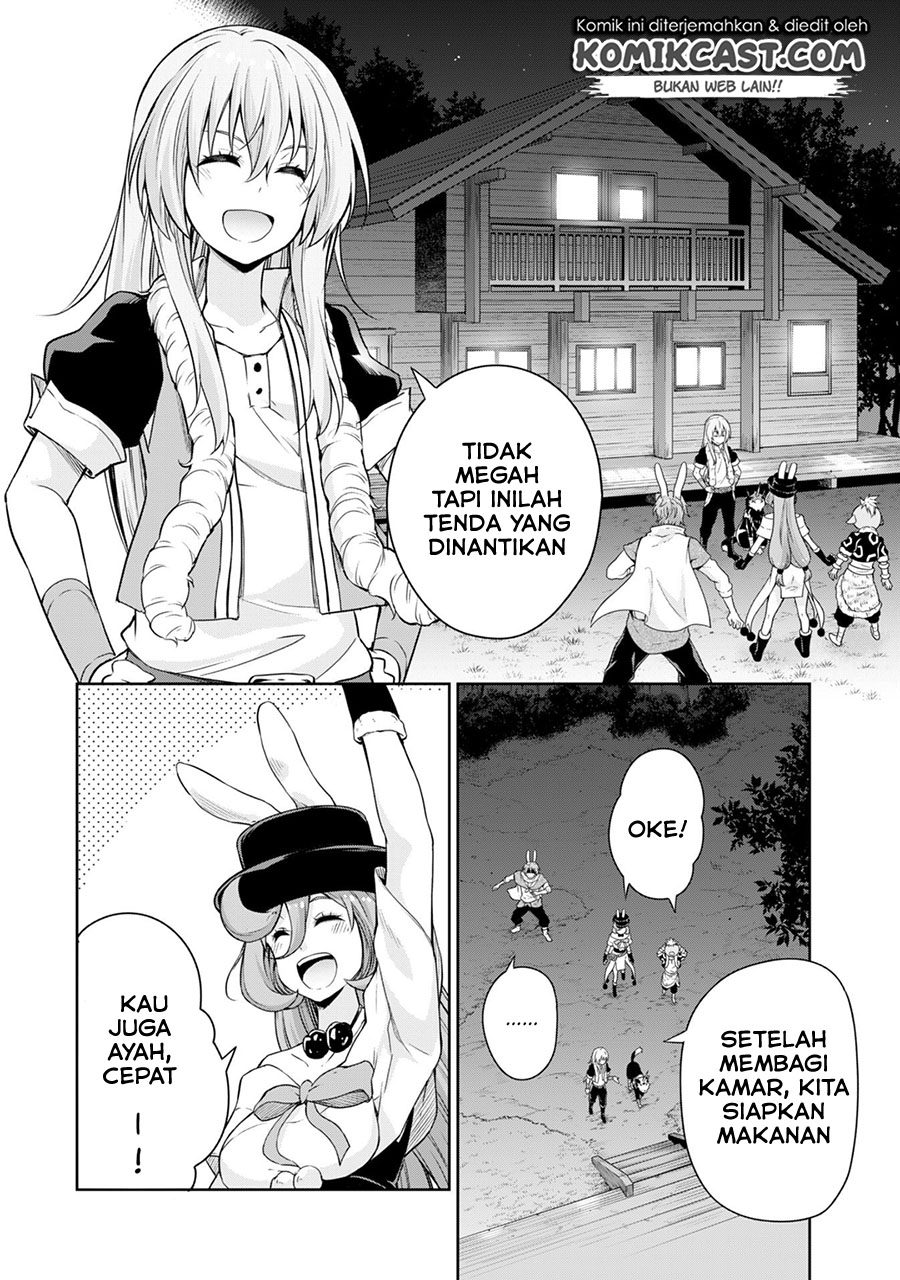 Komik ini diterjemahkan & diedit oleh
KOMIKCAST.COM
BUKAN WEB LAIN!!
TIDAK
MEGAH
TAPI INILAH
TENDA YANG
DINANTIKAN
OKE!
......
SETELAH
MEMBAGI
KAMAR, KITA
SIAPKAN
MAKANAN
KAU
JUGA
AYAH,
CEPAT
--!